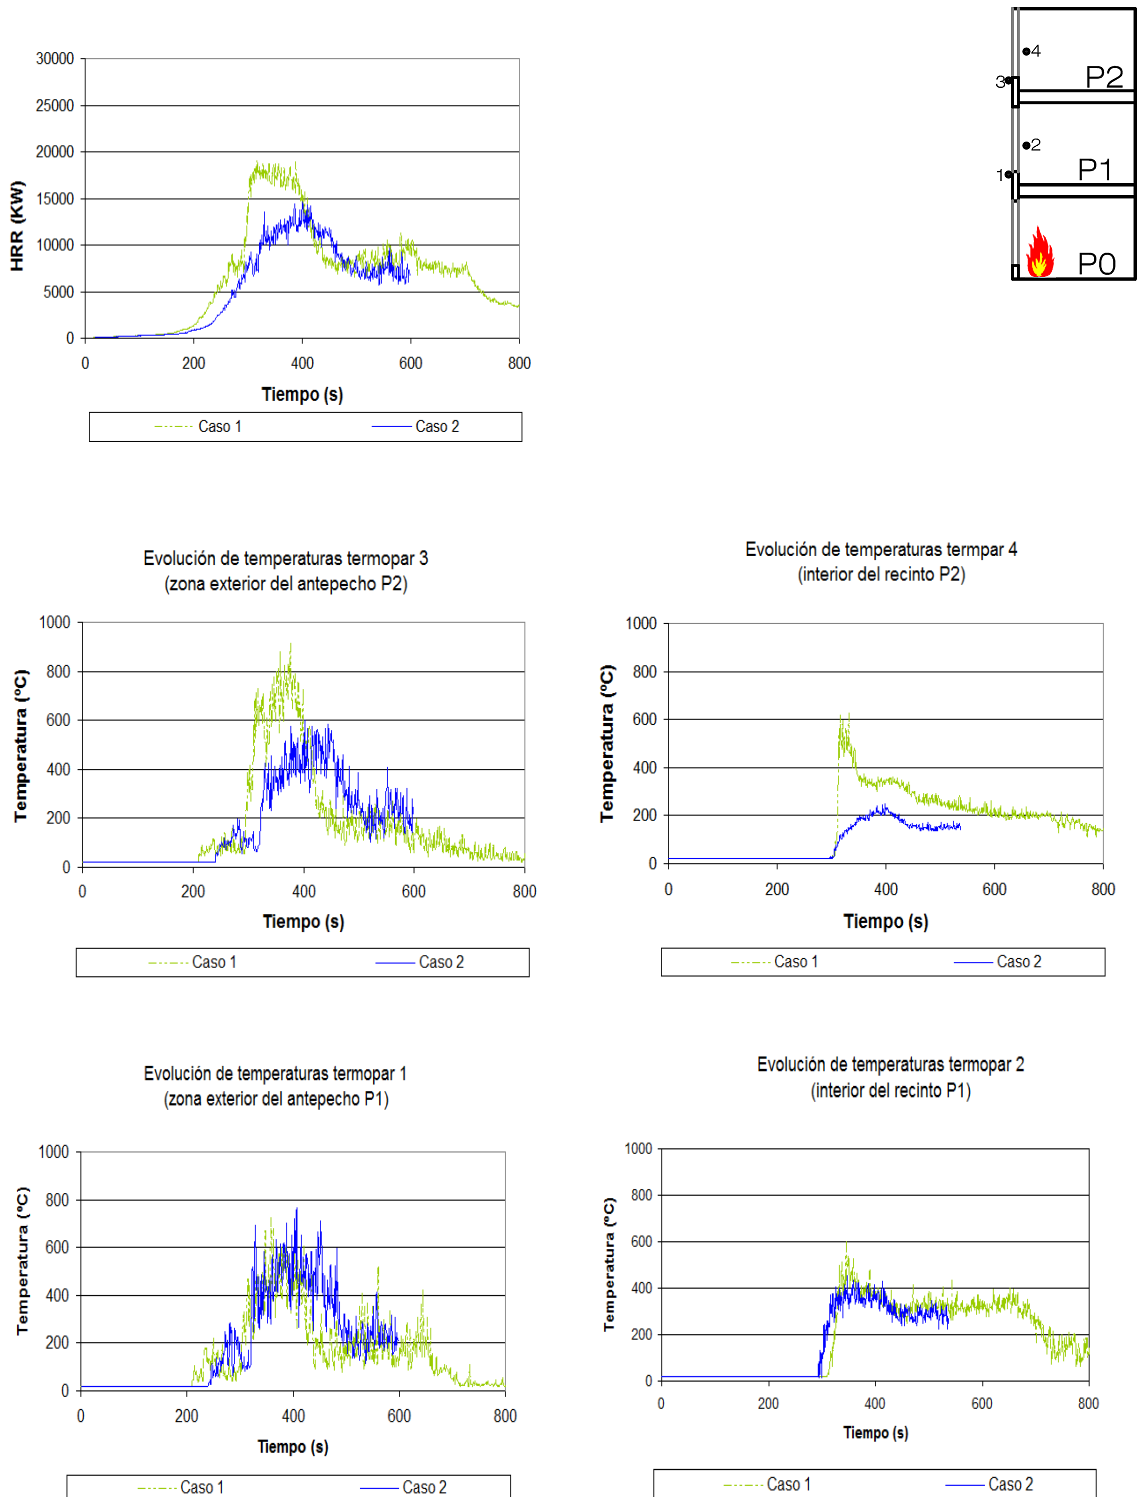 30000
25000
20000
15000
10000
5000
0
HRR (KW)
0 200 400 600 800
Tiempo (s)
Caso 1 Caso 2
4
3
P2
2
1
P1
P0
Evolución de temperaturas termopar 3
(zona exterior del antepecho P2)
1000
800
600
400
200
0
Temperatura (ºC)
0 200 400 600 800
Tiempo (s)
Caso 1 Caso 2
Evolución de temperaturas termpar 4
(interior del recinto P2)
1000
800
600
400
200
0
Temperatura (ºC)
0 200 400 600 800
Tiempo (s)
Caso 1 Caso 2
Evolución de temperaturas termopar 1
(zona exterior del antepecho P1)
1000
800
600
400
200
0
Temperatura (ºC)
0 200 400 600 800
Tiempo (s)
Caso 1 Caso 2
Evolución de temperaturas termopar 2
(interior del recinto P1)
1000
800
600
400
200
0
Temperatura (ºC)
0 200 400 600 800
Tiempo (s)
Caso 1 Caso 2